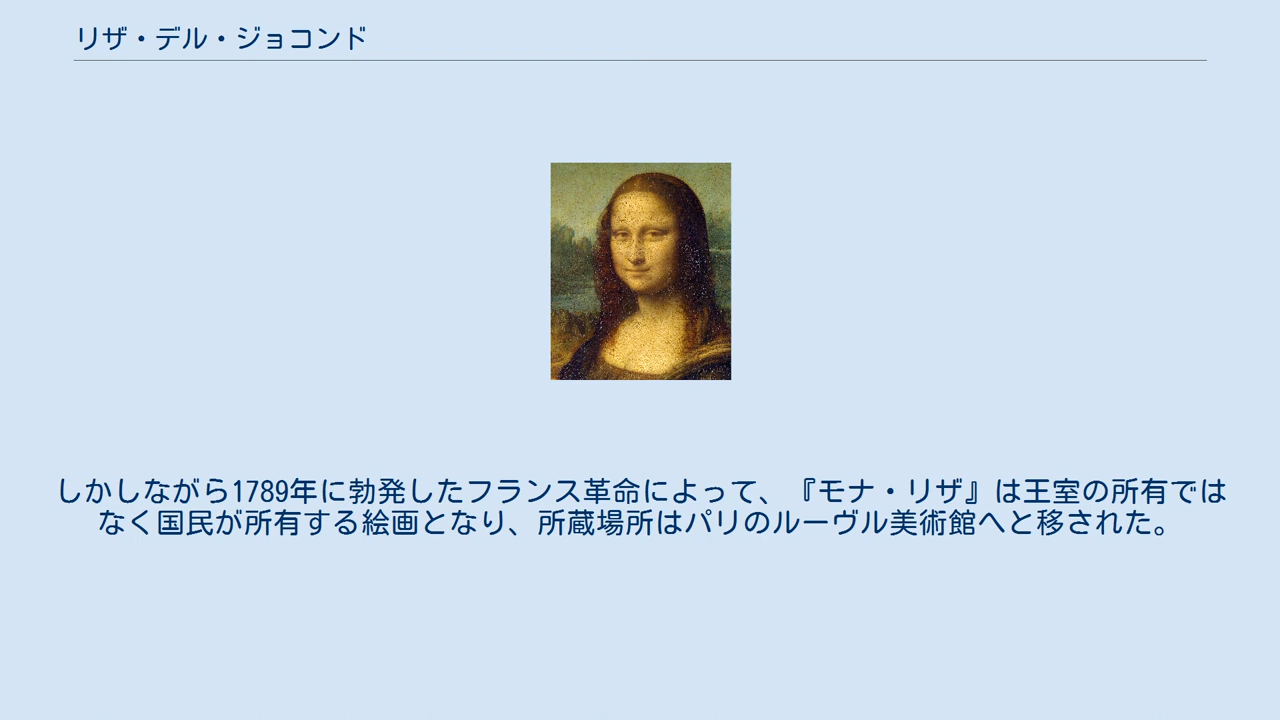 リザ・デル・ジョコンド
しかしながら1789年に勃発したフランス革命によって、『モナ・リザ』は王室の所有では
なく国民が所有する絵画となり、所蔵場所はパリのルーヴル美術館へと移された。